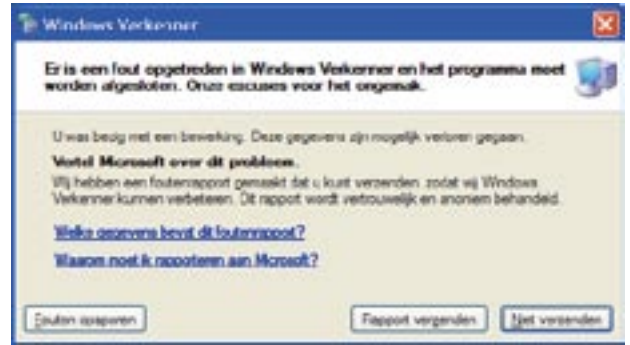 Windows Verkenner
Er is een fout opgetreden in Windows Verkenner en het programma moet
worden afgesloten. Onze excuses voor het ongemak.
U was bezig met een bewerking. Deze gegevens zijn mogelijk verloren gegaan.
Vertel Microsoft over dit probleem.
Wij hebben een foutenrapport gemaakt dat u kunt verzenden zodat wij Windows
Verkenner kunnen verbeteren. Dit rapport wordt vertrouwelijk en anoniem behandeld.
Welke gegevens bevat dit foutenrapport?
Waarom moet ik rapporteren aan Microsoft?
Fouten opsporen
Rapport verzenden
Niet verzenden